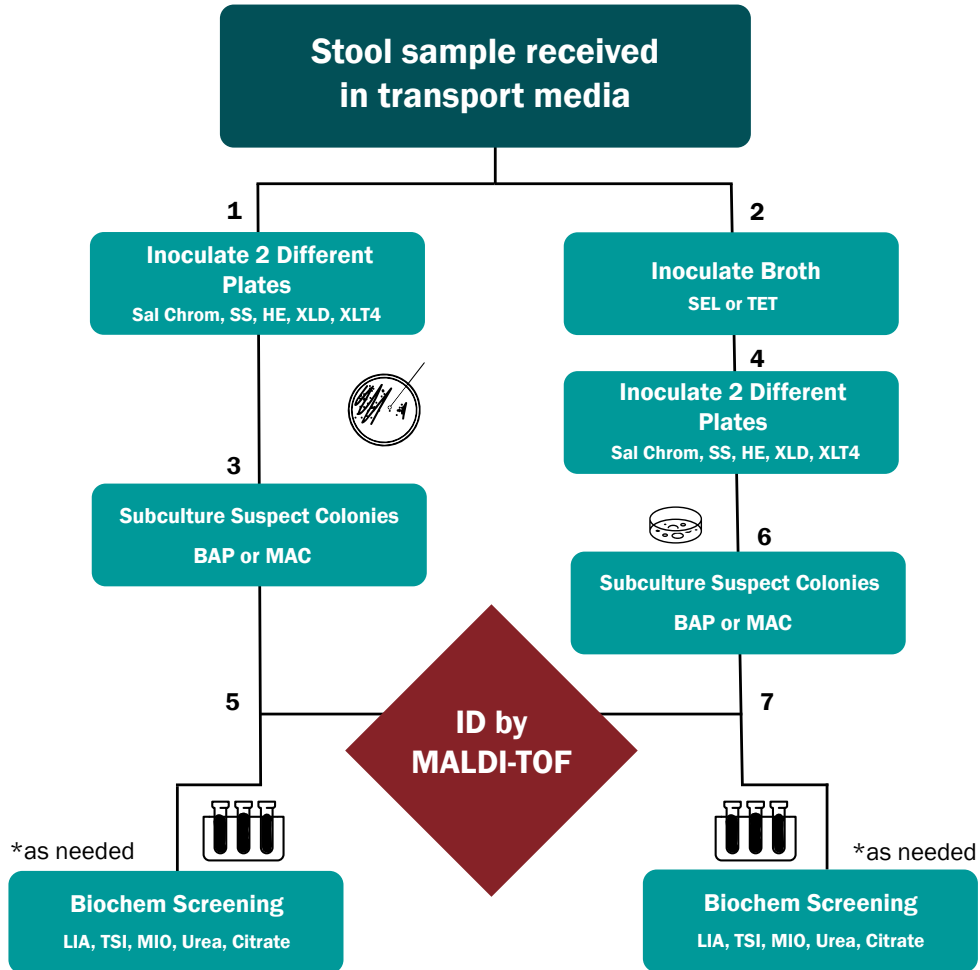 Stool sample received
in transport media
1
2
Inoculate 2 Different
Plates
Sal Chrom, SS, HE, XLD, XLT4
Inoculate Broth
SEL or TET
4
Inoculate 2 Different
Plates
Sal Chrom, SS, HE, XLD, XLT4
3
Subculture Suspect Colonies
BAP or MAC
6
Subculture Suspect Colonies
BAP or MAC
5
7
ID by
MALDI-TOF
*as needed
*as needed
Biochem Screening
LIA, TSI, MIO, Urea, Citrate
Biochem Screening
LIA, TSI, MIO, Urea, Citrate